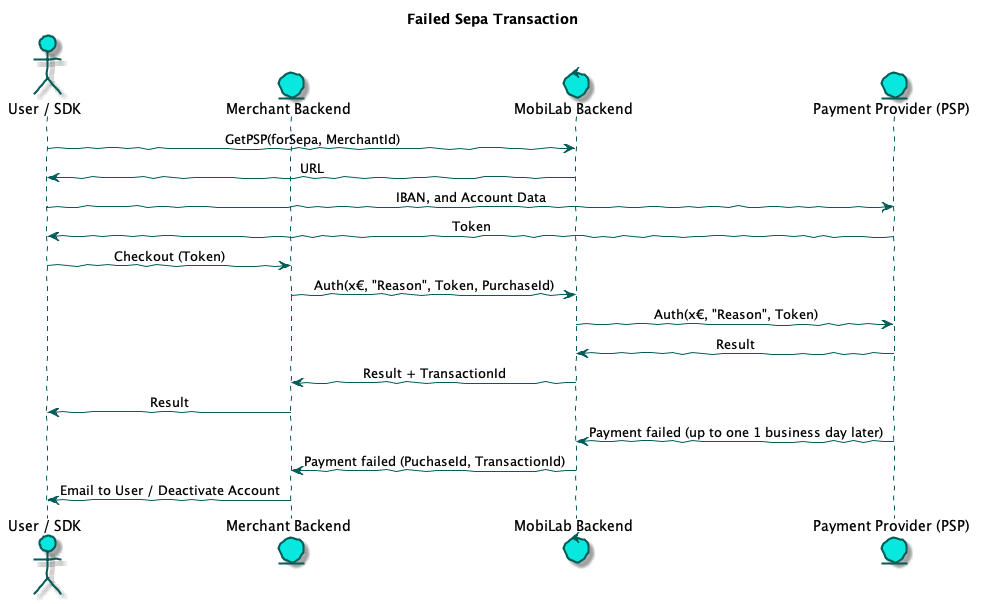 Failed Sepa Transaction
User / SDK
Merchant Backend
MobiLab Backend
Payment Provider (PSP)
GetPSP(forSepa, MerchantId)
URL
IBAN, and Account Data
Token
Checkout (Token)
Auth(x€, "Reason", Token, PurchaseId)
Auth(x€, "Reason", Token)
Result
Result + TransactionId
Result
Payment failed (up to one 1 business day later)
Payment failed (PuchaseId, TransactionId)
Email to User / Deactivate Account
User / SDK
Merchant Backend
MobiLab Backend
Payment Provider (PSP)